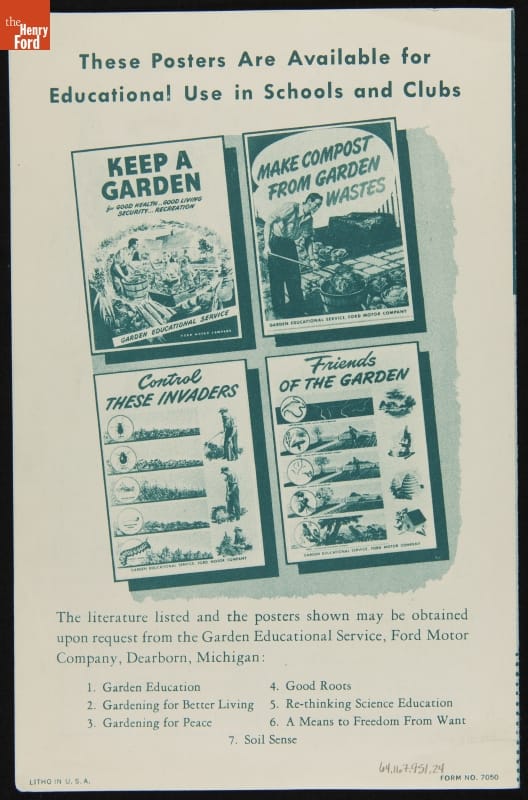 the
Henry
Ford
These Posters Are Available for
Educational Use in Schools and Clubs
KEEP A
GARDEN
for GOOD HEALTH... GOOD LIVING
SECURITY... RECREATION
GARDEN EDUCATIONAL SERVICE
FORD MOTOR COMPANY
MAKE COMPOST
FROM GARDEN
WASTES
GARDEN EDUCATIONAL SERVICE, FORD MOTOR COMPANY
Control
THESE INVADERS
GARDEN EDUCATIONAL SERVICE, FORD MOTOR COMPANY
Friends
OF THE GARDEN
GARDEN EDUCATIONAL SERVICE, FORD MOTOR COMPANY
The literature listed and the posters shown may be obtained
upon request from the Garden Educational Service, Ford Motor
Company, Dearborn, Michigan:
1. Garden Education
2. Gardening for Better Living
3. Gardening for Peace
4. Good Roots
5. Re-thinking Science Education
6. A Means to Freedom From Want
7. Soil Sense
LITHO IN U. S. A.
64.167.951.24
FORM NO. 7050